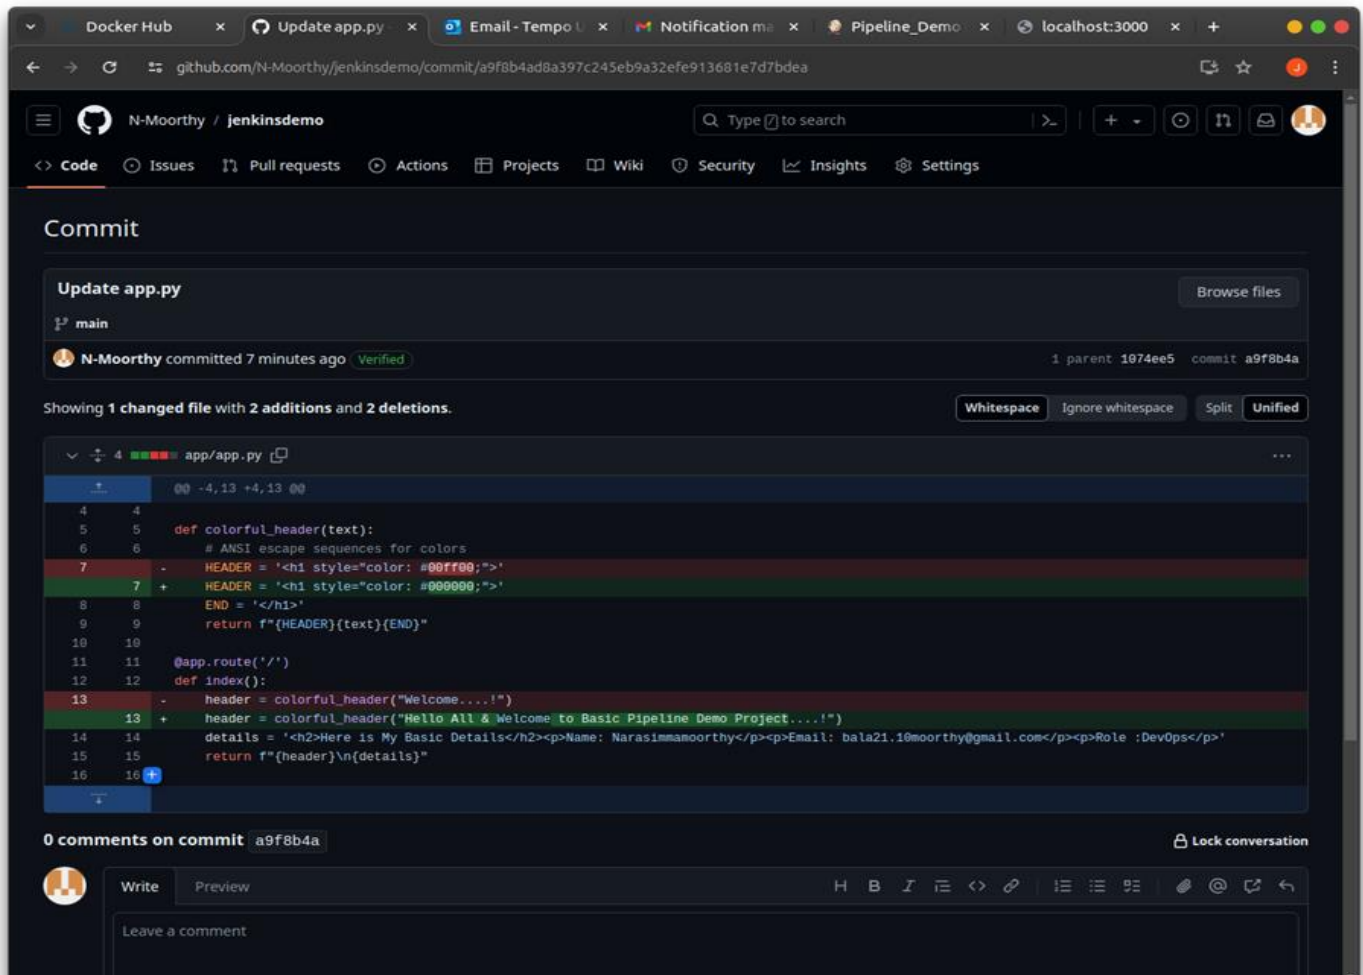 Docker Hub
Update app.py
Email - Tempo
Notification ma
Pipeline_Demo
localhost:3000
github.com/N-Moorthy/jenkinsdemo/commit/a9f8b4ad8a397c245eb9a32efe913681e7d7bdea
J
N-Moorthy / jenkinsdemo
Type / to search
<> Code Issues Pull requests Actions Projects Wiki Security Insights Settings
Commit
Update app.py
Browse files
main
N-Moorthy committed 7 minutes ago Verified
1 parent 1074ee5 commit a9f8b4a
Showing 1 changed file with 2 additions and 2 deletions.
Whitespace Ignore whitespace Split Unified
4 app/app.py
@@ -4,13 +4,13 @@
4 4
5 5 def colorful_header(text):
6 6 # ANSI escape sequences for colors
7 - HEADER = '<h1 style="color: #00ff00;">'
7 + HEADER = '<h1 style="color: #000000;">'
8 8 END = '</h1>'
9 9 return f"{HEADER}{text}{END}"
10 10
11 11 @app.route('/')
12 12 def index():
13 - header = colorful_header("Welcome....!")
13 + header = colorful_header("Hello All & Welcome to Basic Pipeline Demo Project....!")
14 14 details = '<h2>Here is My Basic Details</h2><p>Name: Narasimmamoorthy</p><p>Email: bala21.10moorthy@gmail.com</p><p>Role :DevOps</p>'
15 15 return f"{header}\n{details}"
16 16
0 comments on commit a9f8b4a
Lock conversation
Write Preview
Leave a comment